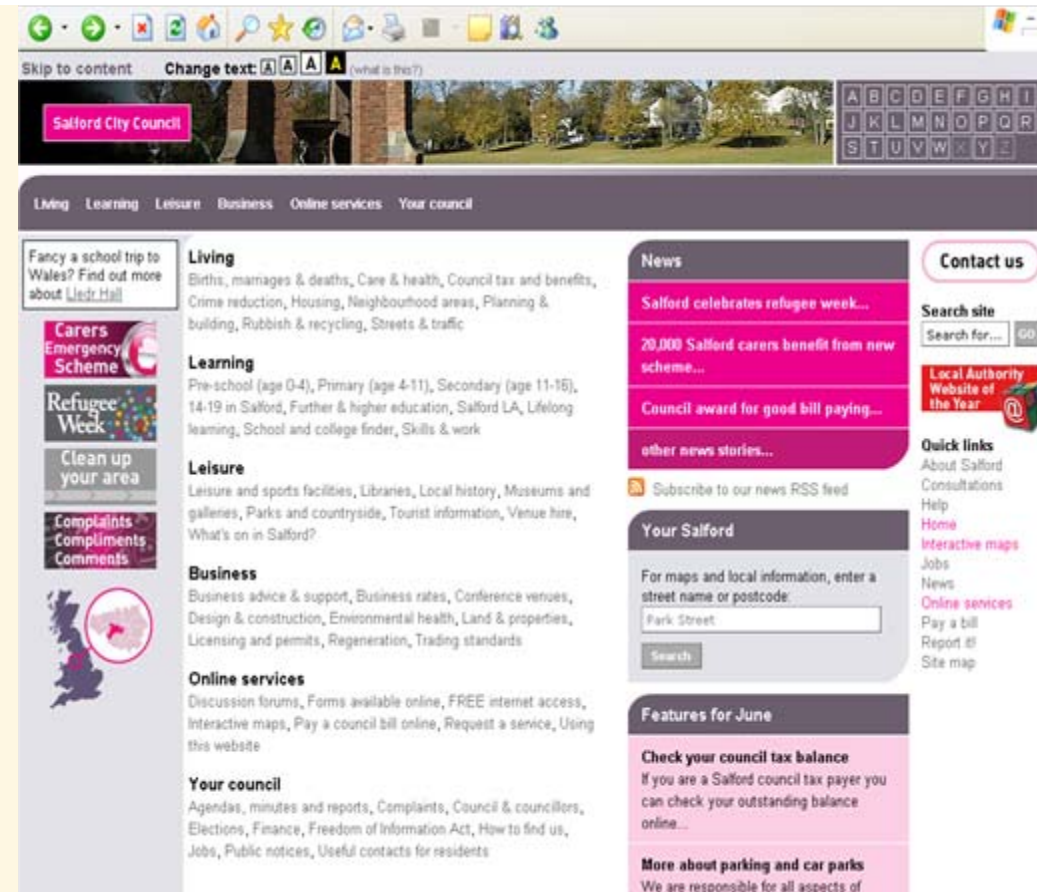 Skip to content
Change text: A A A A (what is this?)
Salford City Council
A B C D E F G H I
J K L M N O P Q R
S T U V W X Y Z
Living Learning Leisure Business Online services Your council
Fancy a school trip to
Wales? Find out more
about Lledr Hall
Carers
Emergency
Scheme
Refugee
Week
Clean up
your area
Complaints
Compliments
Comments
Living
Births, marriages & deaths, Care & health, Council tax and benefits,
Crime reduction, Housing, Neighbourhood areas, Planning &
building, Rubbish & recycling, Streets & traffic
Learning
Pre-school (age 0-4), Primary (age 4-11), Secondary (age 11-16),
14-19 in Salford, Further & higher education, Salford LA, Lifelong
learning, School and college finder, Skills & work
Leisure
Leisure and sports facilities, Libraries, Local history, Museums and
galleries, Parks and countryside, Tourist information, Venue hire,
What's on in Salford?
Business
Business advice & support, Business rates, Conference venues,
Design & construction, Environmental health, Land & properties,
Licensing and permits, Regeneration, Trading standards
Online services
Discussion forums, Forms available online, FREE internet access,
Interactive maps, Pay a council bill online, Request a service, Using
this website
Your council
Agendas, minutes and reports, Complaints, Council & councillors,
Elections, Finance, Freedom of Information Act, How to find us,
Jobs, Public notices, Useful contacts for residents
News
Salford celebrates refugee week...
20,000 Salford carers benefit from new
scheme...
Council award for good bill paying...
other news stories...
Subscribe to our news RSS feed
Your Salford
For maps and local information, enter a
street name or postcode:
Park Street
Search
Features for June
Check your council tax balance
If you are a Salford council tax payer you
can check your outstanding balance
online...
More about parking and car parks
We are responsible for all aspects of
Contact us
Search site
Search for... GO
Local Authority
Website of
the Year
@
Quick links
About Salford
Consultations
Help
Home
Interactive maps
Jobs
News
Online services
Pay a bill
Report it!
Site map